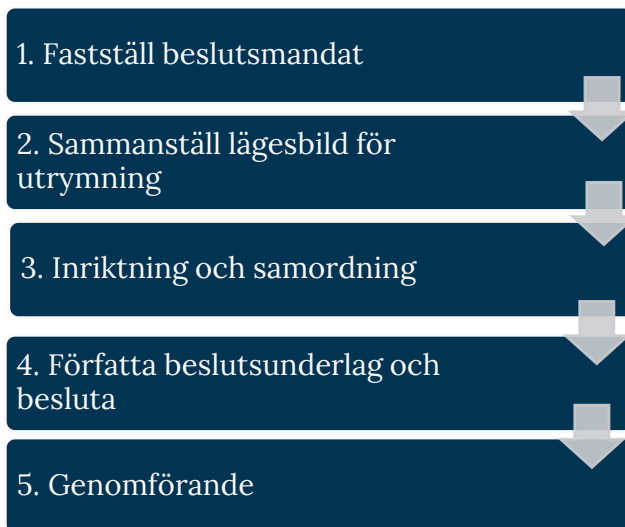 1. Fastställ beslutsmandat
2. Sammanställ lägesbild för
utrymning
3. Inriktning och samordning
4. Författa beslutsunderlag och
besluta
5. Genomförande